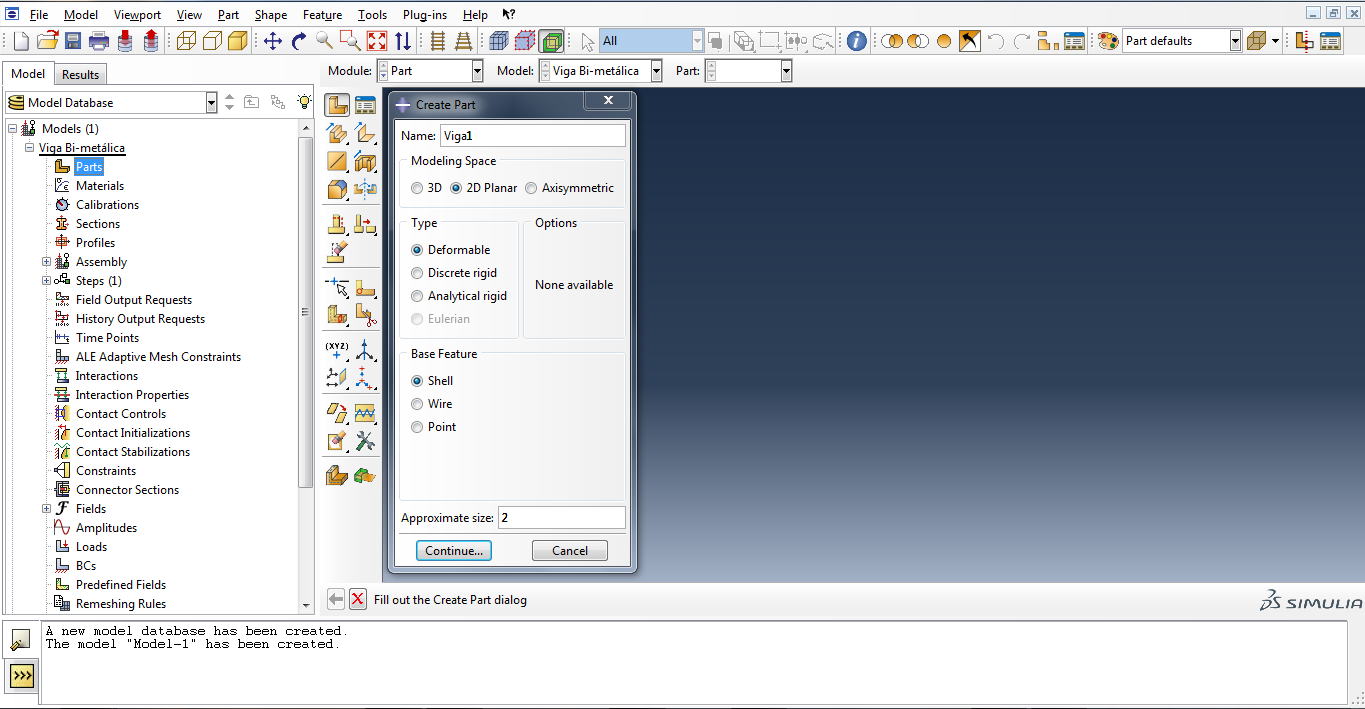 File Model Viewport View Part Shape Feature Tools Plug-ins Help
All Part defaults
Model Results Module: Part Model: Viga Bi-metálica Part:
Model Database
Models (1)
Viga Bi-metálica
Parts
Materials
Calibrations
Sections
Profiles
Assembly
Steps (1)
Field Output Requests
History Output Requests
Time Points
ALE Adaptive Mesh Constraints
Interactions
Interaction Properties
Contact Controls
Contact Initializations
Contact Stabilizations
Constraints
Connector Sections
Fields
Amplitudes
Loads
BCs
Predefined Fields
Remeshing Rules
(XYZ)
Create Part
Name: Viga1
Modeling Space
3D 2D Planar Axisymmetric
Type
Deformable
Discrete rigid
Analytical rigid
Eulerian
Options
None available
Base Feature
Shell
Wire
Point
Approximate size: 2
Continue... Cancel
Fill out the Create Part dialog
SIMULIA
A new model database has been created.
The model "Model-1" has been created.
>>>